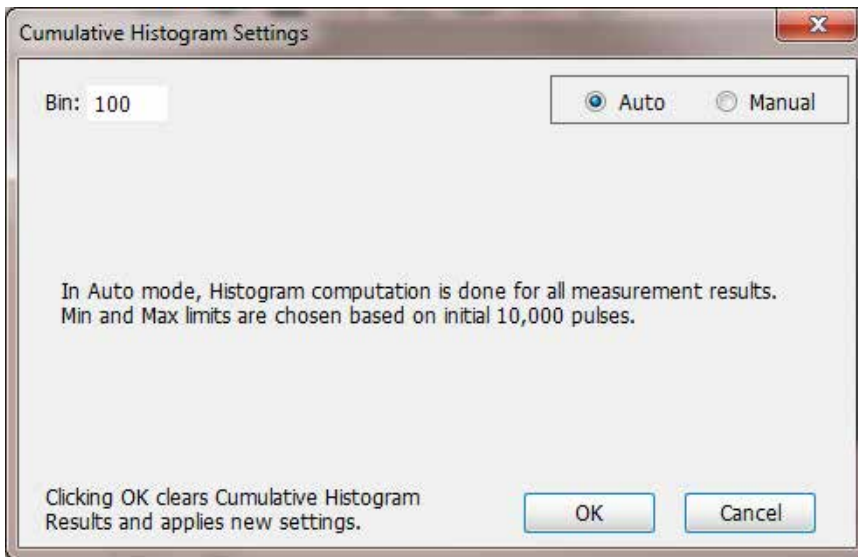 Cumulative Histogram Settings
Bin: 100
Auto
Manual
In Auto mode, Histogram computation is done for all measurement results.
Min and Max limits are chosen based on initial 10,000 pulses.
Clicking OK clears Cumulative Histogram
Results and applies new settings.
OK
Cancel